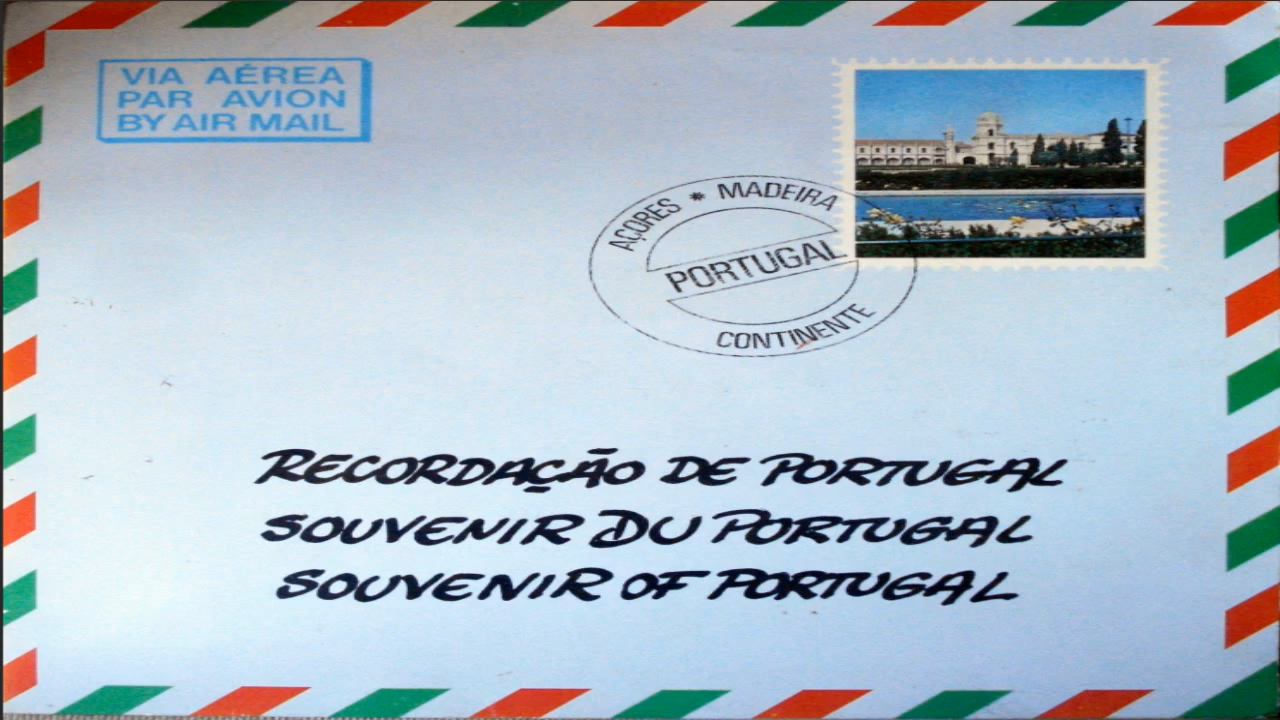 VIA AÉREA
PAR AVION
BY AIR MAIL
AÇORES * MADEIRA
PORTUGAL
CONTINENTE
RECORDAÇÃO DE PORTUGAL
SOUVENIR DU PORTUGAL
SOUVENIR OF PORTUGAL